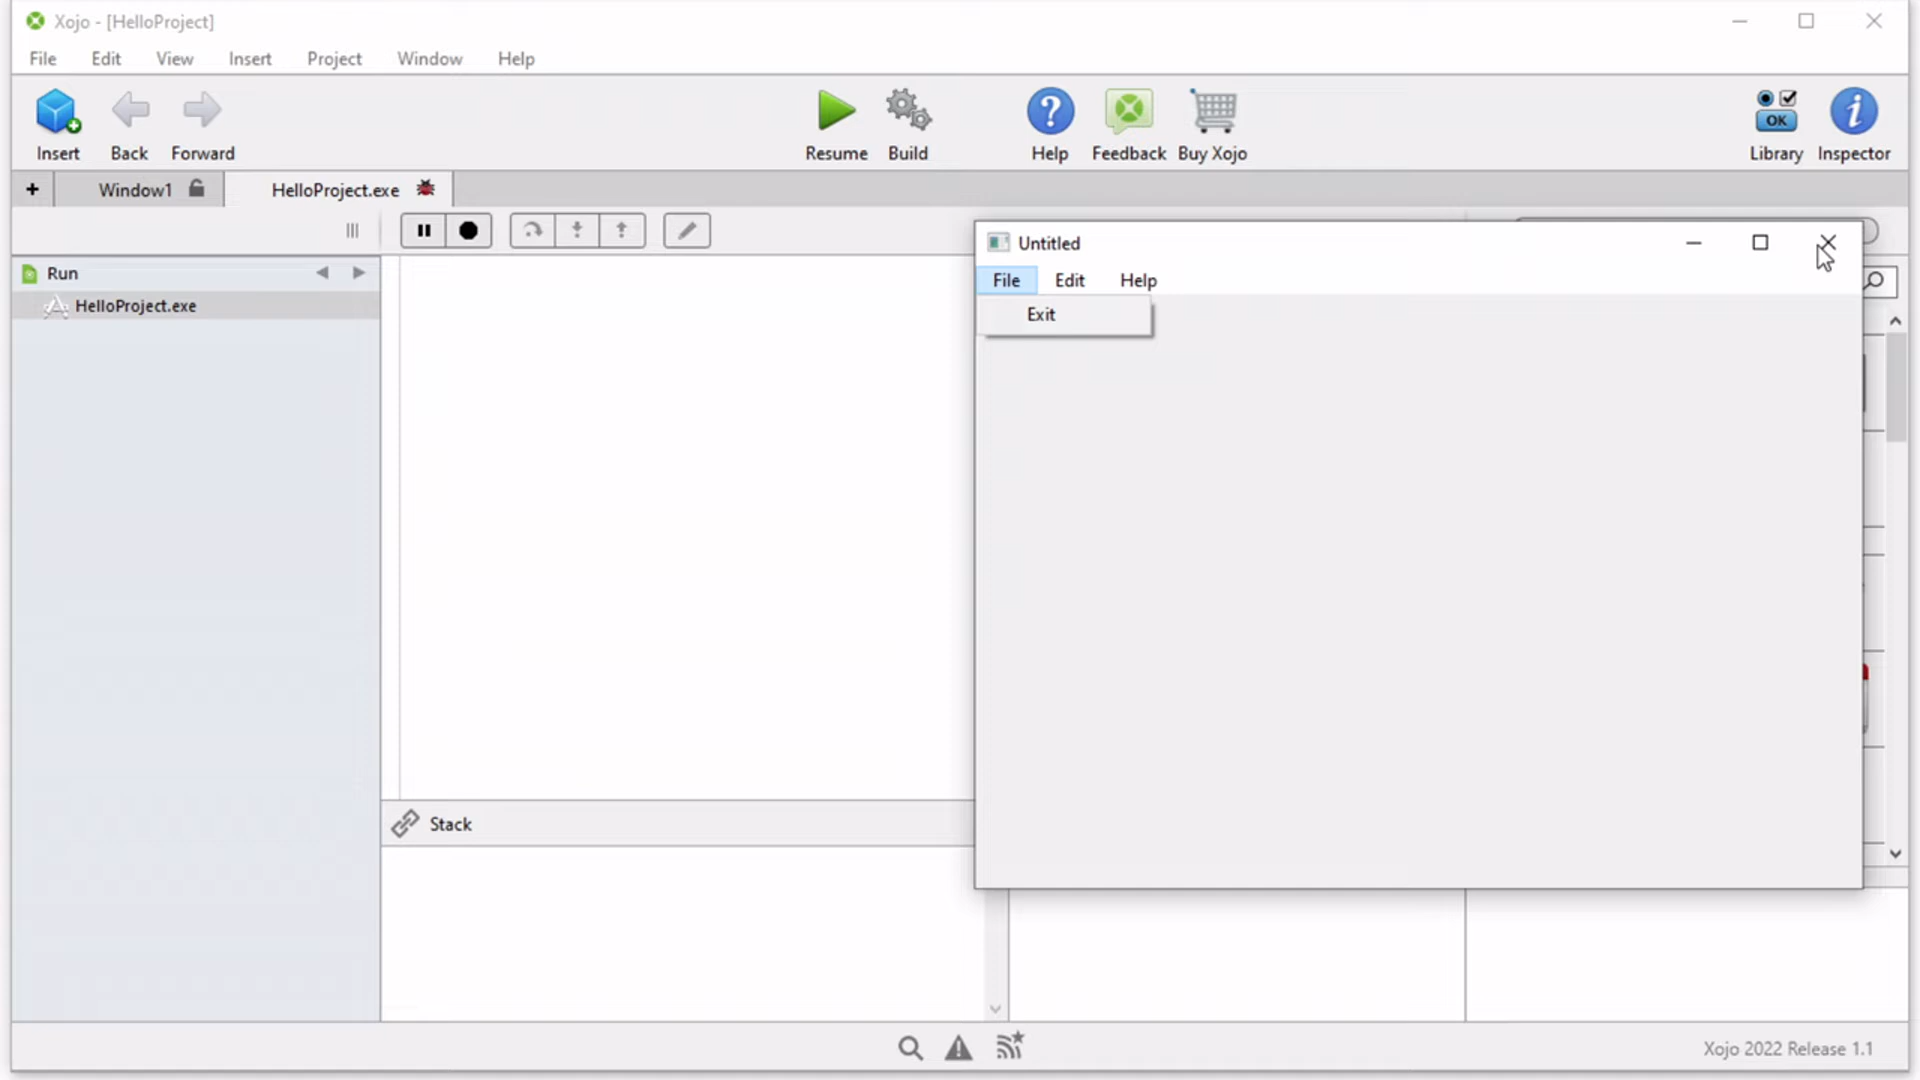 Xojo - [HelloProject]
File Edit View Insert Project Window Help
Insert Back Forward Resume Build Help Feedback Buy Xojo OK Library Inspector
+ Window1 HelloProject.exe
Untitled
File Edit Help
Exit
Run
HelloProject.exe
Stack
Xojo 2022 Release 1.1